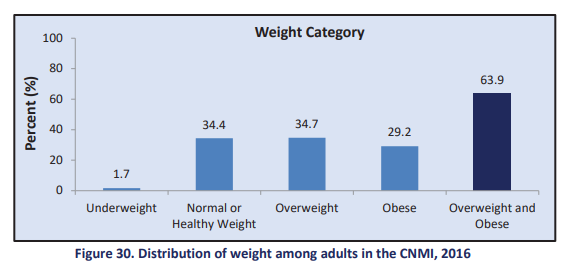 Weight Category
Percent (%)
100
80
60
40
20
0
1.7
34.4
34.7
29.2
63.9
Underweight
Normal or
Healthy Weight
Overweight
Obese
Overweight and
Obese
Figure 30. Distribution of weight among adults in the CNMI, 2016